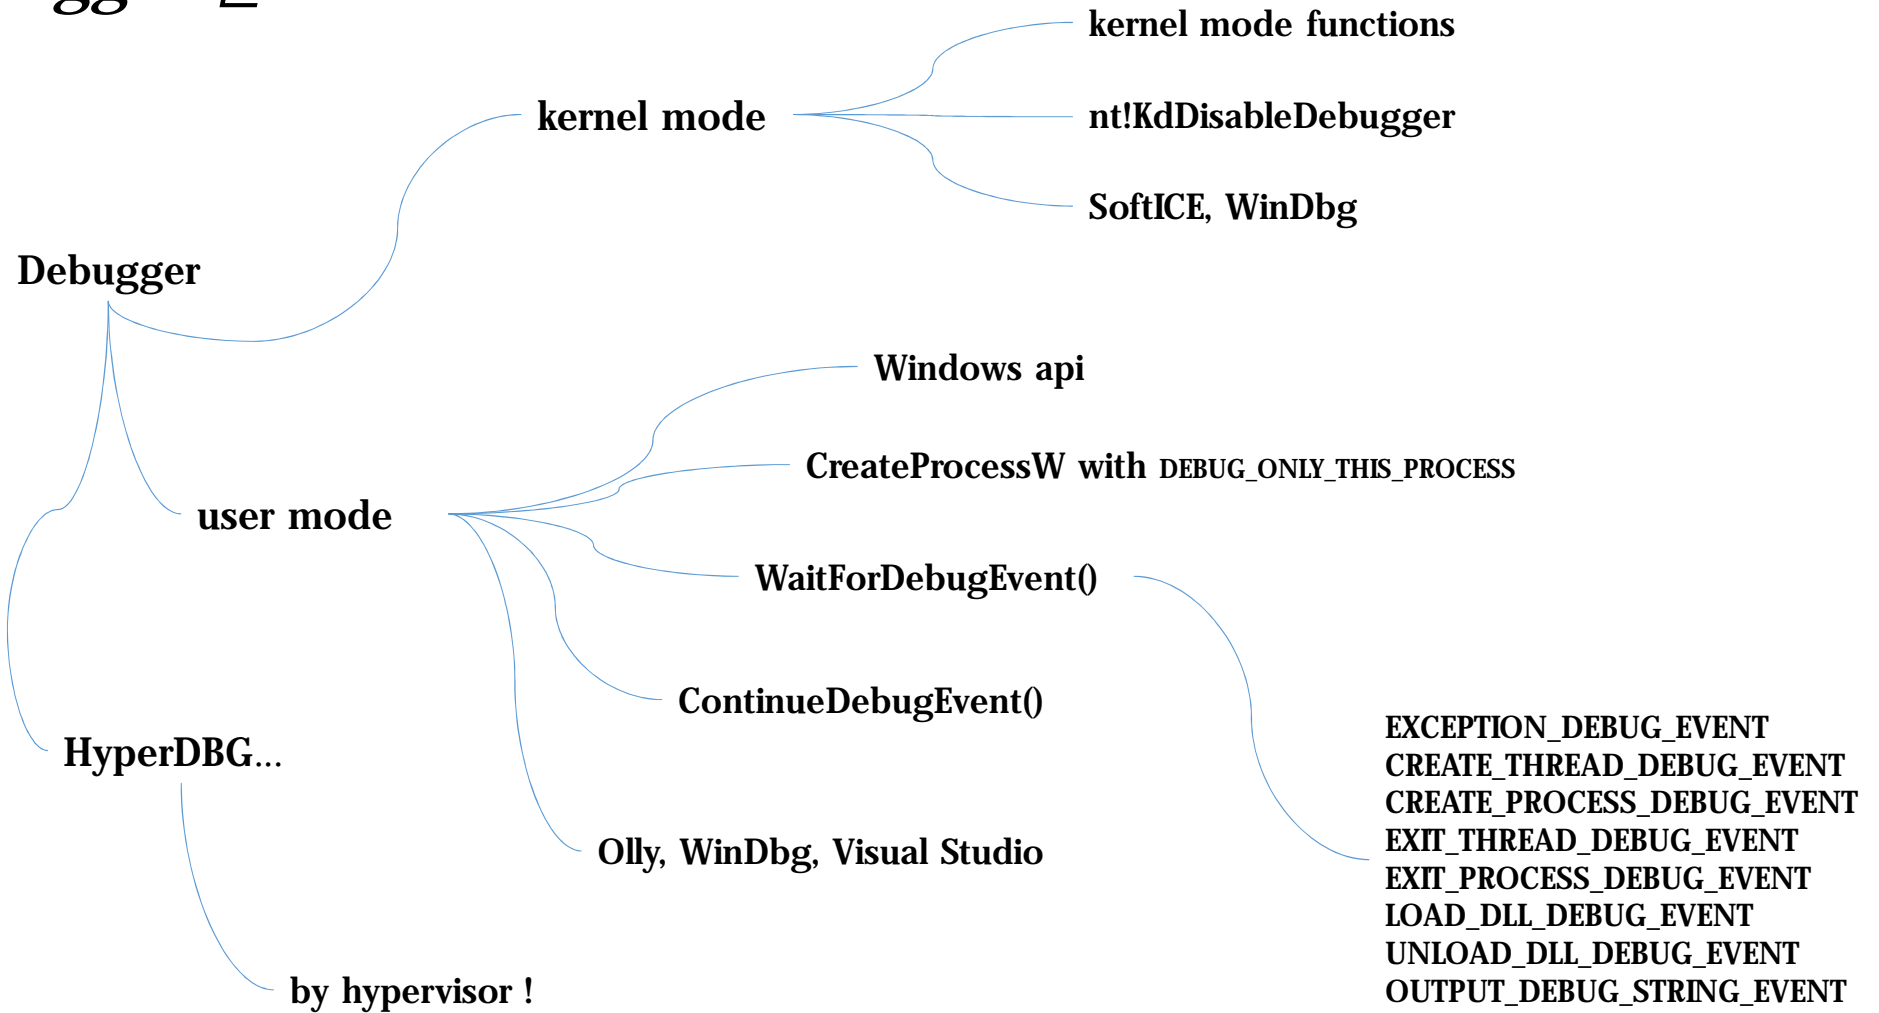 kernel mode functions
kernel mode
nt!KdDisableDebugger
SoftICE, WinDbg
Debugger
Windows api
CreateProcessW with DEBUG_ONLY_THIS_PROCESS
user mode
WaitForDebugEvent()
ContinueDebugEvent()
HyperDBG...
Olly, WinDbg, Visual Studio
by hypervisor !
EXCEPTION_DEBUG_EVENT
CREATE_THREAD_DEBUG_EVENT
CREATE_PROCESS_DEBUG_EVENT
EXIT_THREAD_DEBUG_EVENT
EXIT_PROCESS_DEBUG_EVENT
LOAD_DLL_DEBUG_EVENT
UNLOAD_DLL_DEBUG_EVENT
OUTPUT_DEBUG_STRING_EVENT